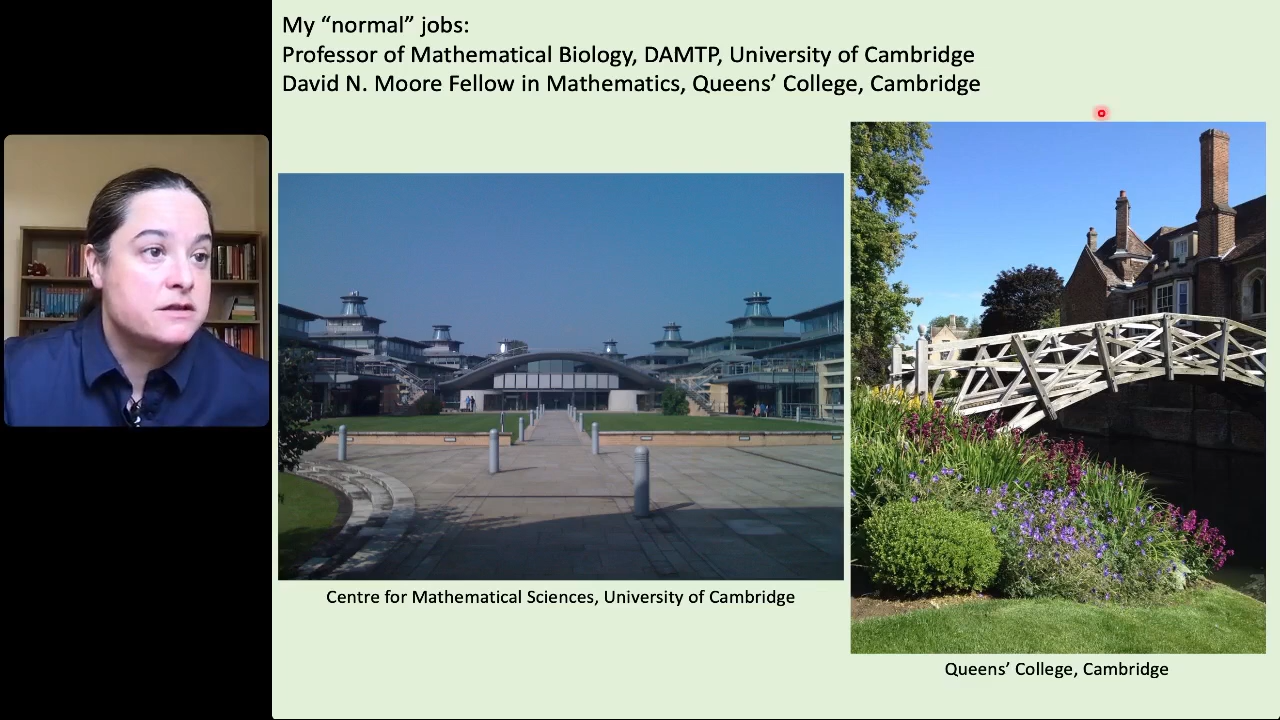 My “normal” jobs:
Professor of Mathematical Biology, DAMTP, University of Cambridge
David N. Moore Fellow in Mathematics, Queens’ College, Cambridge
Centre for Mathematical Sciences, University of Cambridge
Queens’ College, Cambridge